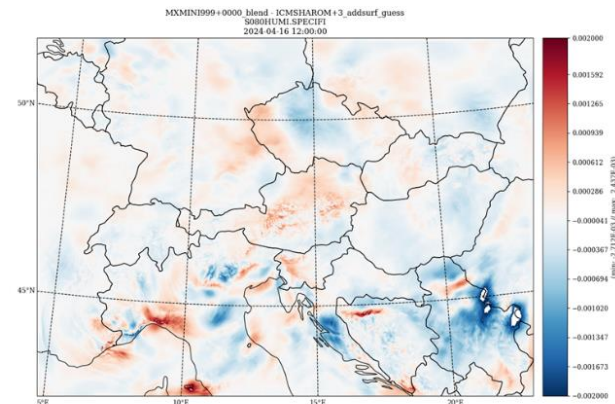 MXMINI999+0000_blend - ICMSHAROM+3_addsurf_guess
S080HUMI.SPECIFI
2024-04-16 12:00:00
50°N
45°N
5°E
10°E
15°E
20°E
0.002000
0.001592
0.001265
0.000939
0.000612
0.000286
−0.000041
−0.000367
−0.000694
−0.001020
−0.001347
−0.001673
−0.002000